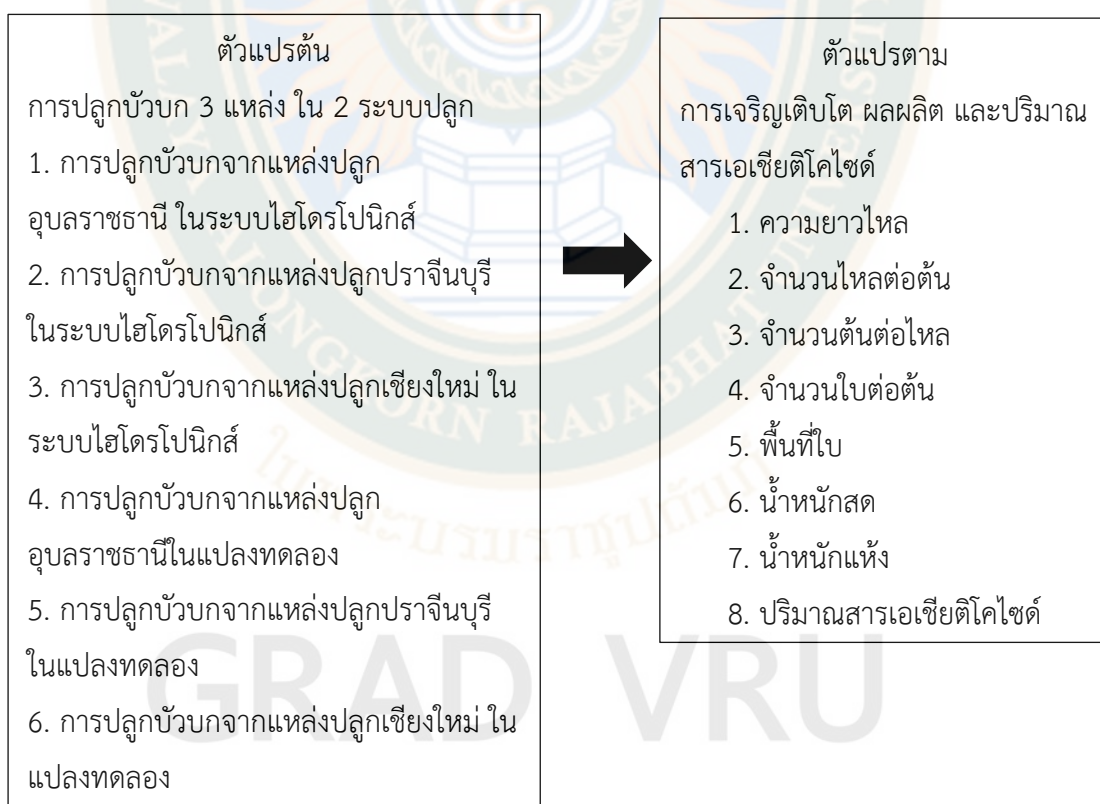 ตัวแปรต้น
การปลูกบัวบก 3 แหล่ง ใน 2 ระบบปลูก
1. การปลูกบัวบกจากแหล่งปลูก
อุบลราชธานี ในระบบไฮโดรโปนิกส์
2. การปลูกบัวบกจากแหล่งปลูกปราจีนบุรี
ในระบบไฮโดรโปนิกส์
3. การปลูกบัวบกจากแหล่งปลูกเชียงใหม่ ใน
ระบบไฮโดรโปนิกส์
4. การปลูกบัวบกจากแหล่งปลูก
อุบลราชธานีในแปลงทดลอง
5. การปลูกบัวบกจากแหล่งปลูกปราจีนบุรี
ในแปลงทดลอง
6. การปลูกบัวบกจากแหล่งปลูกเชียงใหม่ ใน
แปลงทดลอง
ตัวแปรตาม
การเจริญเติบโต ผลผลิต และปริมาณ
สารเอเชียติโคไซด์
1. ความยาวไหล
2. จำนวนไหลต่อต้น
3. จำนวนต้นต่อไหล
4. จำนวนใบต่อต้น
5. พื้นที่ใบ
6. น้ำหนักสด
7. น้ำหนักแห้ง
8. ปริมาณสารเอเชียติโคไซด์
GRAD VRU